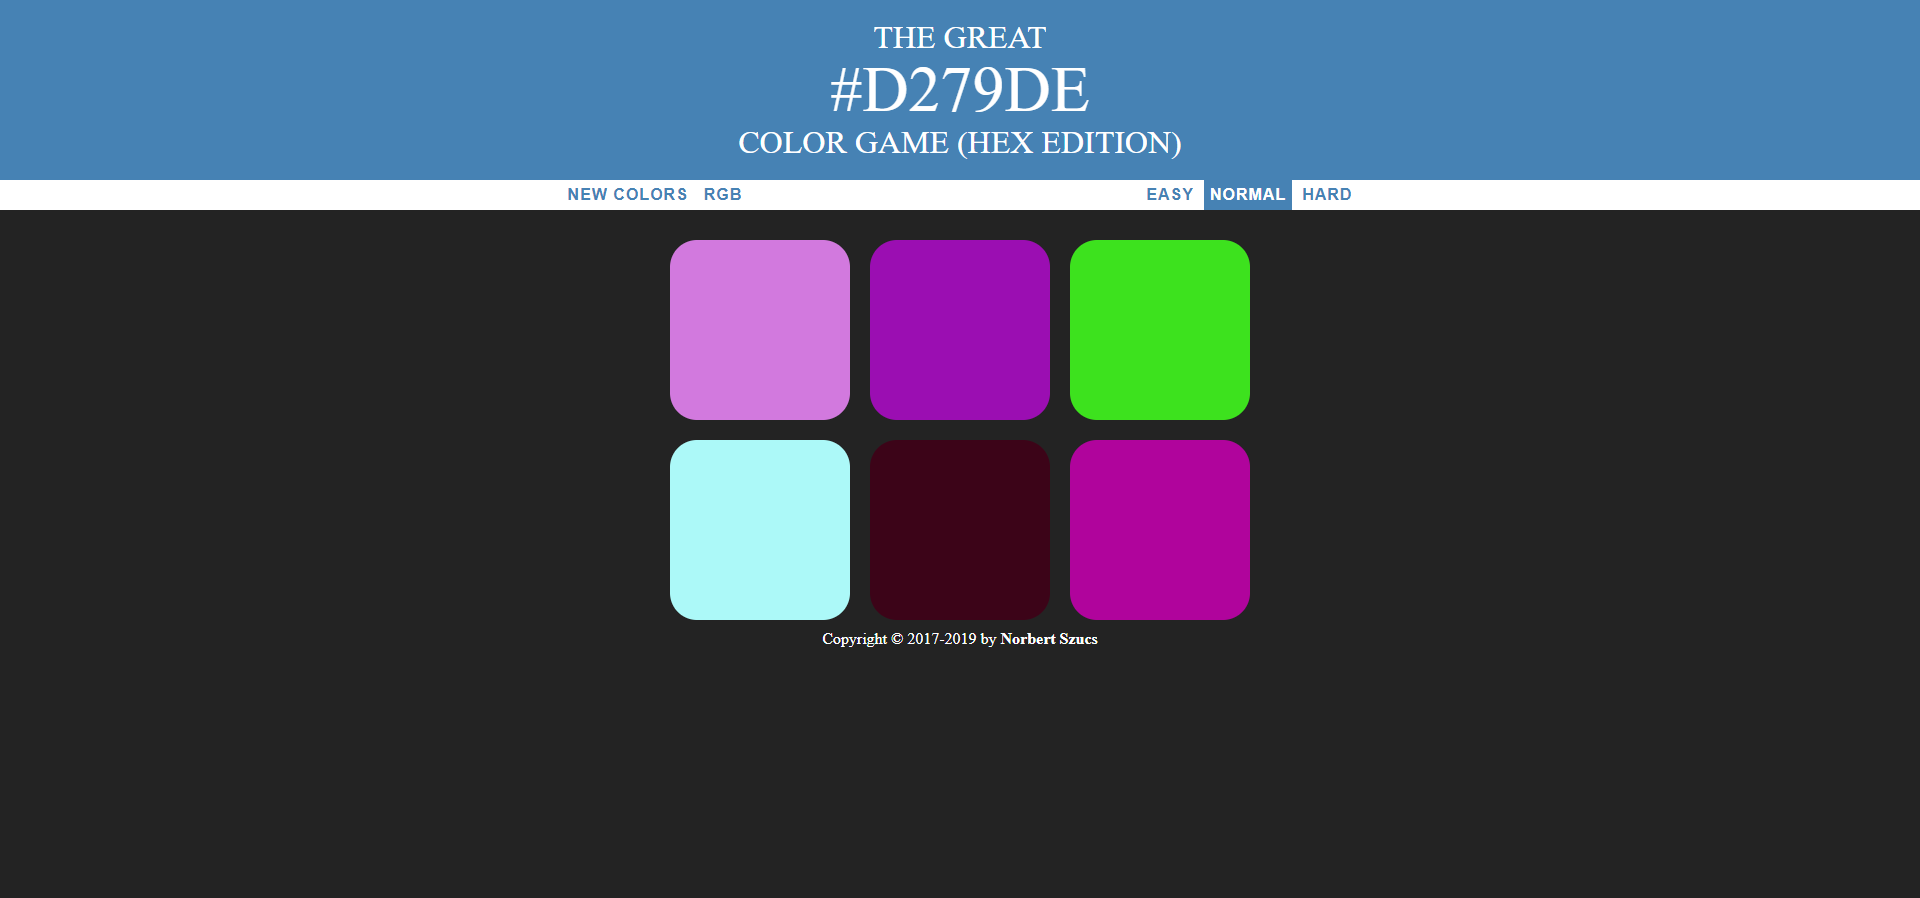 THE GREAT
#D279DE
COLOR GAME (HEX EDITION)
NEW COLORS RGB EASY NORMAL HARD
Copyright © 2017-2019 by Norbert Szucs